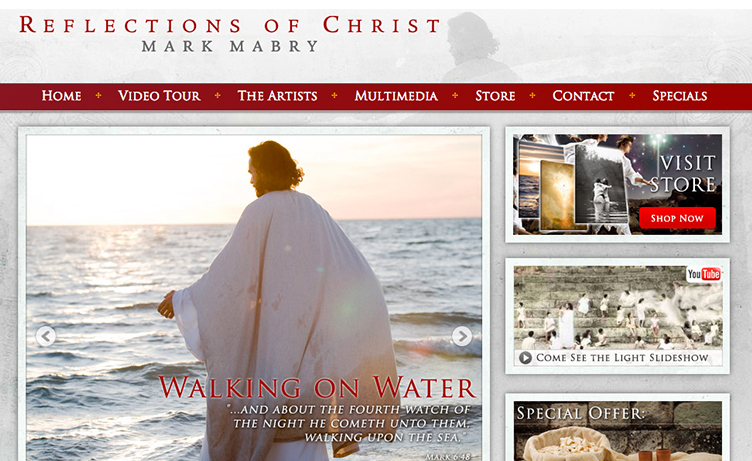 Reflections of Christ
Mark Mabry
Home Video Tour The Artists Multimedia Store Contact Specials
Walking on Water
"...and about the fourth watch of
the night he cometh unto them,
walking upon the sea."
Mark 6:48
Visit
Store
Shop Now
YouTube
Come See the Light Slideshow
Special Offer: